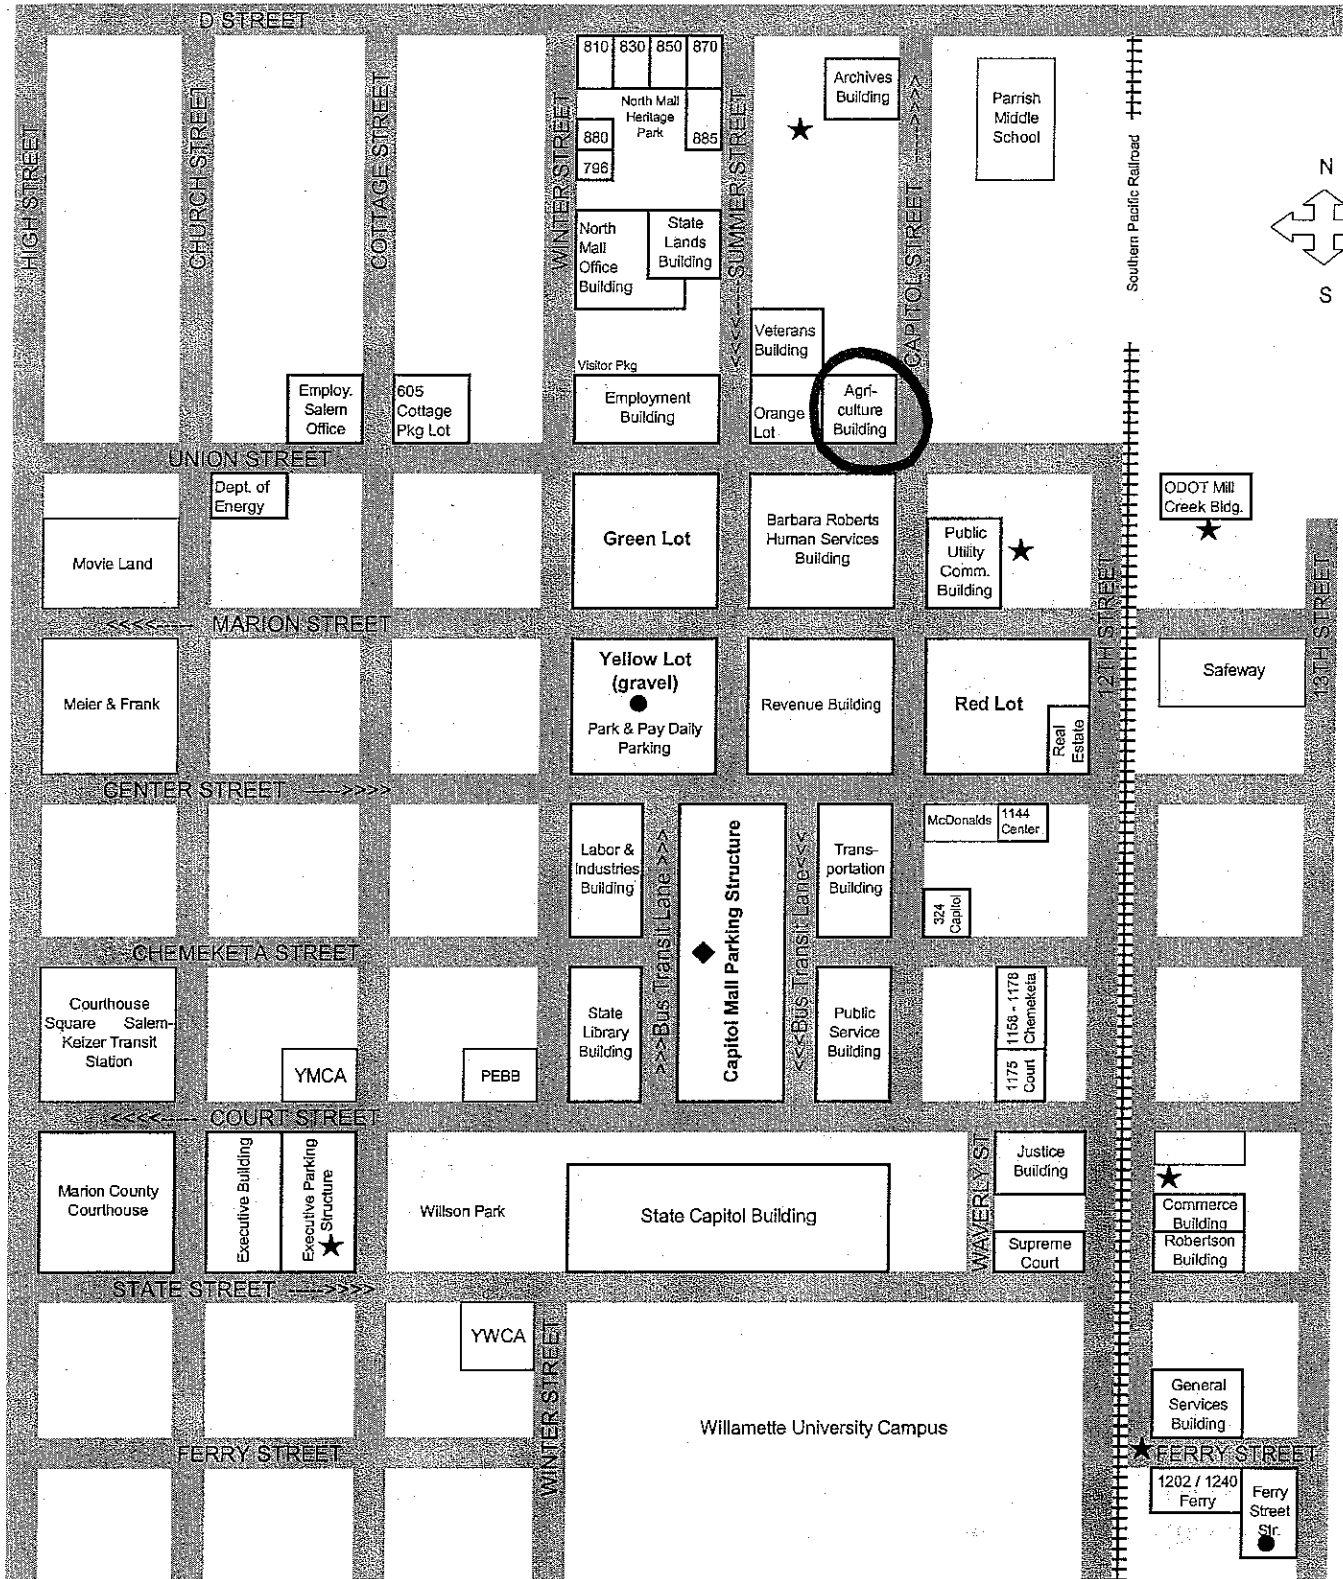 D STREET
HIGH STREET
CHURCH STREET
COTTAGE STREET
WINTER STREET
<<<<-----SUMMER STREET
CAPITOL STREET ----->>>>
810 830 850 870
North Mall
Heritage
Park
880
885
796
Archives
Building
Parrish
Middle
School
Southern Pacific Railroad
N
S
North
Mall
Office
Building
State
Lands
Building
Veterans
Building
Visitor Pkg
Employ.
Salem
Office
605
Cottage
Pkg Lot
Employment
Building
Orange
Lot
Agri-
culture
Building
UNION STREET
Dept. of
Energy
Movie Land
Green Lot
Barbara Roberts
Human Services
Building
Public
Utility
Comm.
Building
ODOT Mill
Creek Bldg.
12TH STREET
13TH STREET
<<<<----- MARION STREET
Meier & Frank
Yellow Lot
(gravel)
Park & Pay Daily
Parking
Revenue Building
Red Lot
Real
Estate
Safeway
CENTER STREET ----->>>>
Labor &
Industries
Building
>>>Bus Transit Lane>>>
Capitol Mall Parking Structure
<<<Bus Transit Lane<<<
Trans-
portation
Building
McDonalds
1144
Center
324
Capitol
CHEMEKETA STREET
Courthouse
Square Salem-
Keizer Transit
Station
YMCA
PEBB
State
Library
Building
Public
Service
Building
1158 - 1178
Chemeketa
1175
Court
<<<<----- COURT STREET
Marion County
Courthouse
Executive Building
Executive Parking
Structure
Willson Park
State Capitol Building
WAVERLY ST
Justice
Building
Supreme
Court
Commerce
Building
Robertson
Building
STATE STREET ----->>>>
YWCA
WINTER STREET
Willamette University Campus
General
Services
Building
FERRY STREET
FERRY STREET
1202 / 1240
Ferry
Ferry
Street
Str.